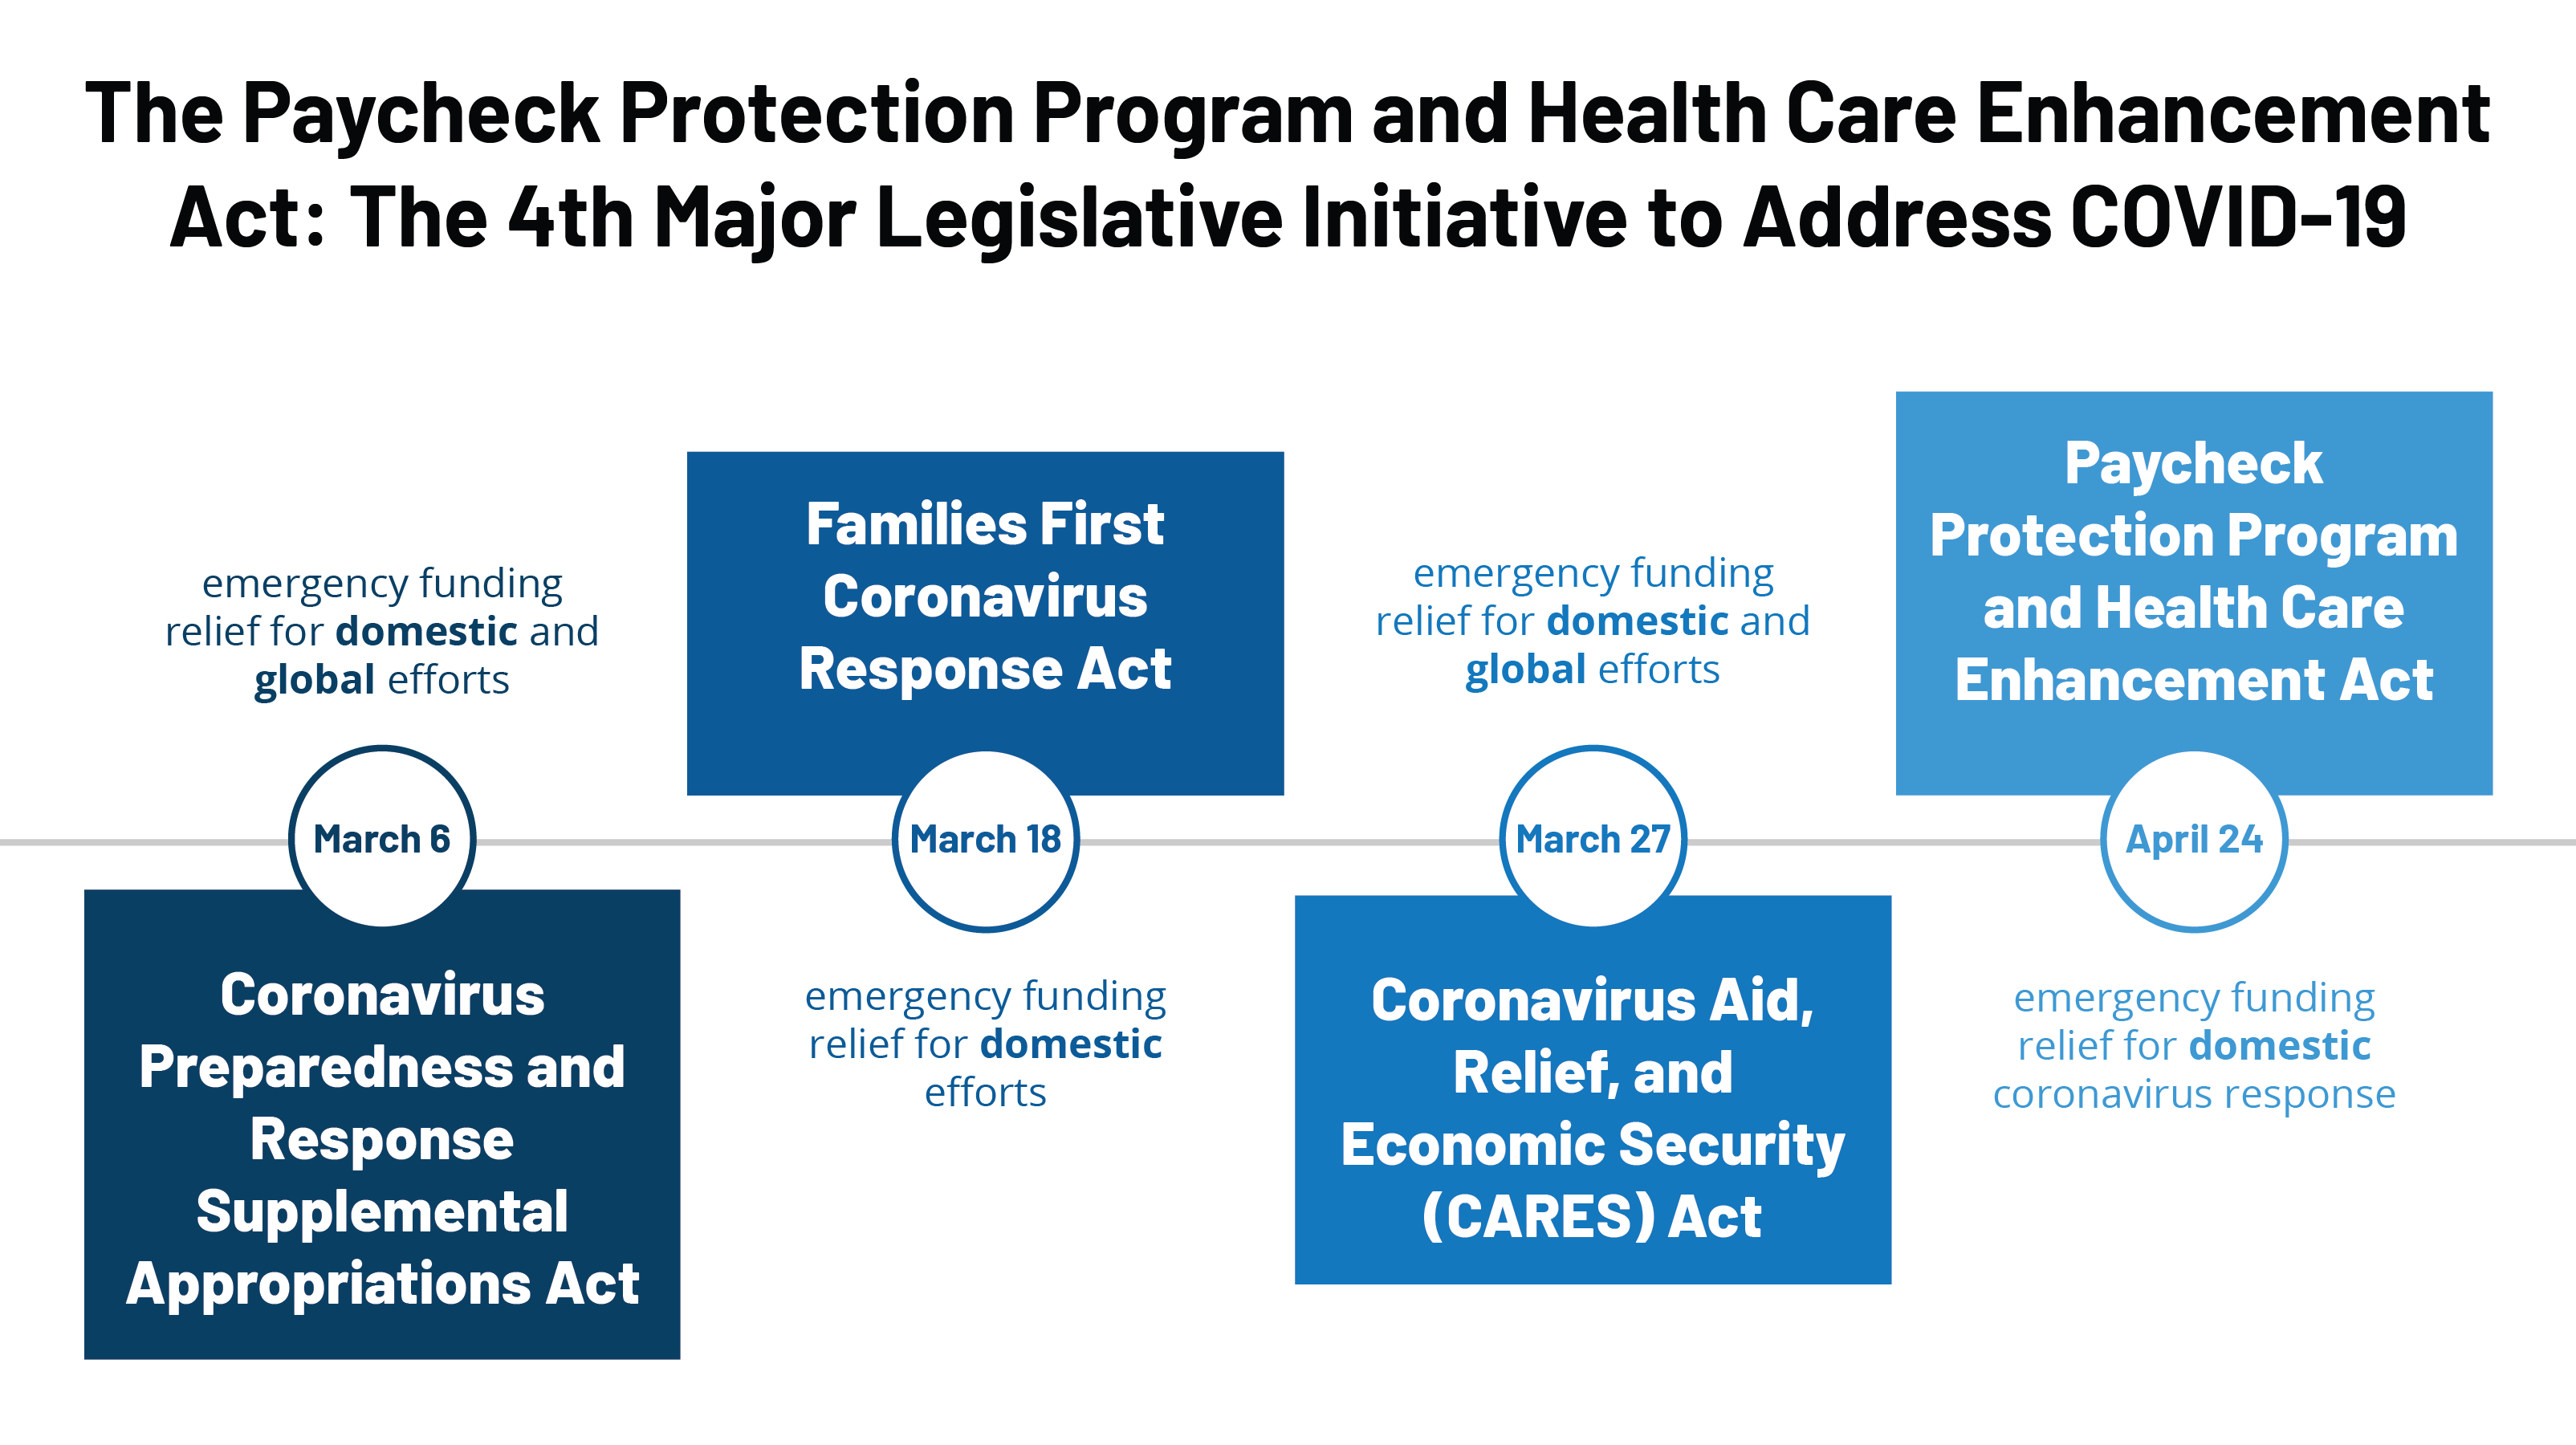 The Paycheck Protection Program and Health Care Enhancement
Act: The 4th Major Legislative Initiative to Address COVID-19
emergency funding
relief for domestic and
global efforts
March 6
Coronavirus
Preparedness and
Response
Supplemental
Appropriations Act
Families First
Coronavirus
Response Act
March 18
emergency funding
relief for domestic
efforts
emergency funding
relief for domestic and
global efforts
March 27
Coronavirus Aid,
Relief, and
Economic Security
(CARES) Act
Paycheck
Protection Program
and Health Care
Enhancement Act
April 24
emergency funding
relief for domestic
coronavirus response